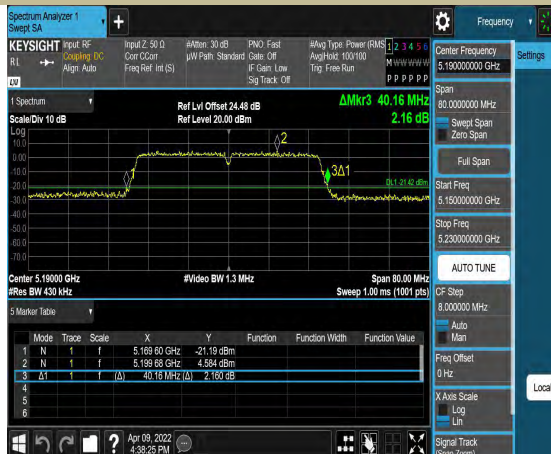 Spectrum Analyzer 1
Swept SA
+
Frequency
KEYSIGHT
Input: RF
Input Z: 50 Ω
#Atten: 30 dB
PNO: Fast
#Avg Type: Power (RMS
1 2 3 4 5 6
RL
Coupling: DC
Corr CCorr
µW Path: Standard
Gate: Off
Avg|Hold: 100/100
M W W W W W
Align: Auto
Freq Ref: Int (S)
IF Gain: Low
Trig: Free Run
Sig Track: Off
P P P P P P
1 Spectrum
Ref Lvl Offset 24.48 dB
ΔMkr3 40.16 MHz
Scale/Div 10 dB
Ref Level 20.00 dBm
2.16 dB
Log
10.0
0.00
-10.0
-20.0
-30.0
-40.0
-50.0
-60.0
-70.0
2
3Δ1
DL1 -21.42 dBm
Center 5.19000 GHz
#Video BW 1.3 MHz
Span 80.00 MHz
#Res BW 430 kHz
Sweep 1.00 ms (1001 pts)
5 Marker Table
Mode Trace Scale X Y Function Function Width Function Value
1 N 1 f 5.169 60 GHz -21.19 dBm
2 N 1 f 5.199 68 GHz 4.584 dBm
3 Δ1 1 f (Δ) 40.16 MHz (Δ) 2.160 dB
4
5
6
Apr 09, 2022
4:38:25 PM
Center Frequency
5.190000000 GHz
Settings
Span
80.0000000 MHz
Swept Span
Zero Span
Full Span
Start Freq
5.150000000 GHz
Stop Freq
5.230000000 GHz
AUTO TUNE
CF Step
8.000000 MHz
Auto
Man
Freq Offset
0 Hz
Local
X Axis Scale
Log
Lin
Signal Track
(Span Zoom)